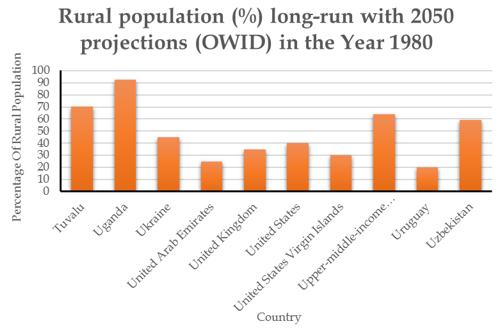 Rural population (%) long-run with 2050
projections (OWID) in the Year 1980
Percentage Of Rural Population
100
90
80
70
60
50
40
30
20
10
0
Tuvalu
Uganda
Ukraine
United Arab Emirates
United Kingdom
United States
United States Virgin Islands
Upper-middle-income…
Uruguay
Uzbekistan
Country